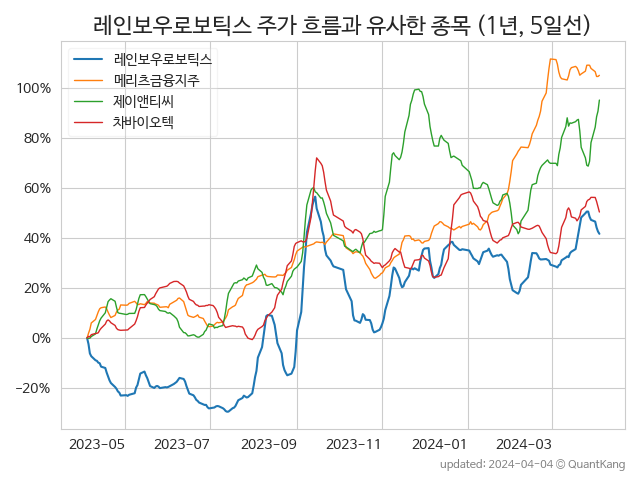 레인보우로보틱스 주가 흐름과 유사한 종목 (1년, 5일선)
레인보우로보틱스
메리츠금융지주
제이앤티씨
차바이오텍
100%
80%
60%
40%
20%
0%
−20%
2023-05
2023-07
2023-09
2023-11
2024-01
2024-03
updated: 2024-04-04 © QuantKang